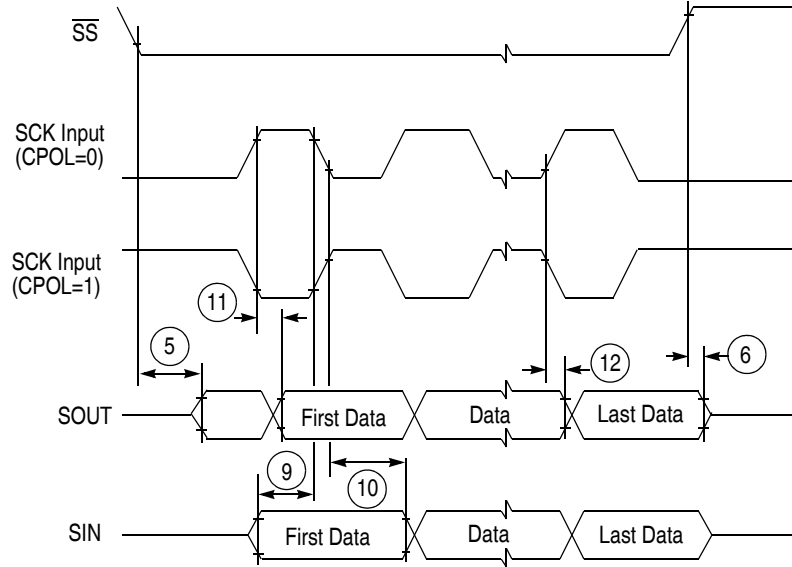 S̅S̅
SCK Input
(CPOL=0)
SCK Input
(CPOL=1)
11
5
12
6
SOUT
First Data
Data
Last Data
9
10
SIN
First Data
Data
Last Data